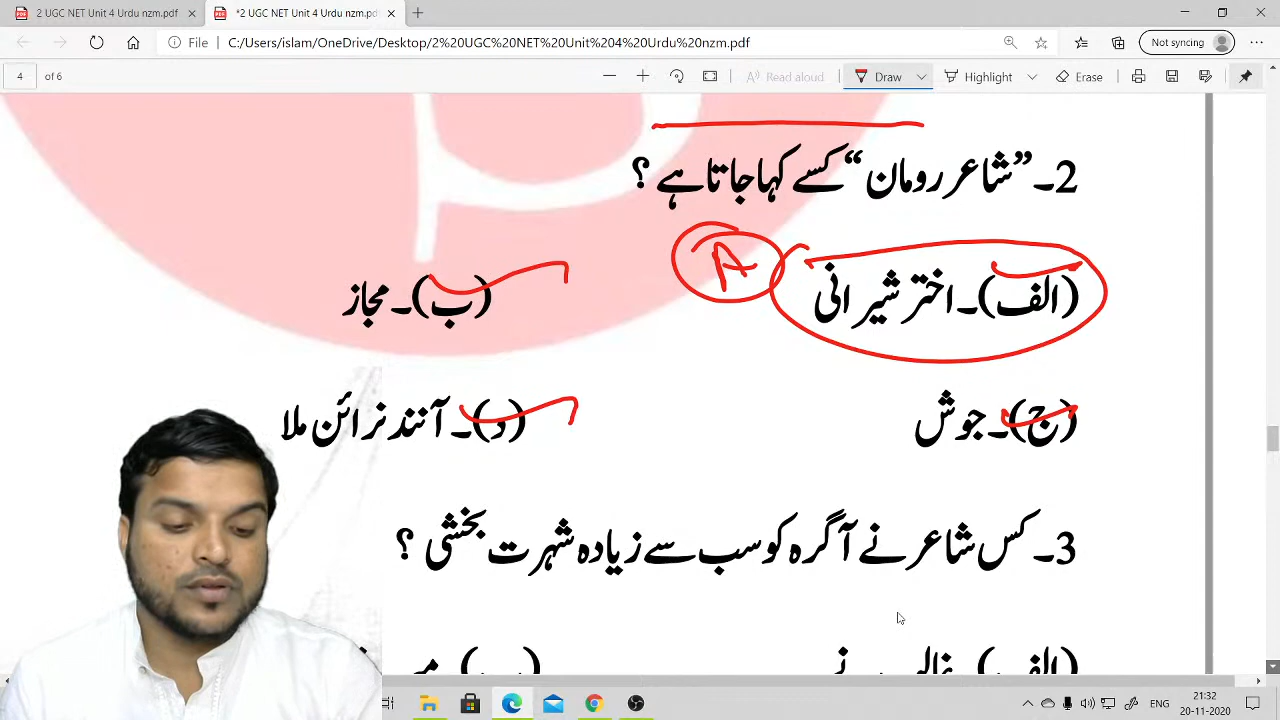 2 UGC NET Unit 4 Urdu nzm.pdf
*2 UGC NET Unit 4 Urdu nzm.pdf
File
C:/Users/islam/OneDrive/Desktop/2%20UGC%20NET%20Unit%204%20Urdu%20nzm.pdf
Not syncing
4 of 6
Read aloud
Draw
Highlight
Erase
2۔ ”شاعر رومان“ کسے کہا جاتا ہے ؟
A
(الف)۔ اختر شیرانی
(ب)۔ مجاز
(ج)۔ جوش
(د)۔ آنند نرائن ملا
3۔ کس شاعر نے آگرہ کو سب سے زیادہ شہرت بخشی ؟
(الف)۔
(ب)۔
ENG
21:32
20-11-2020